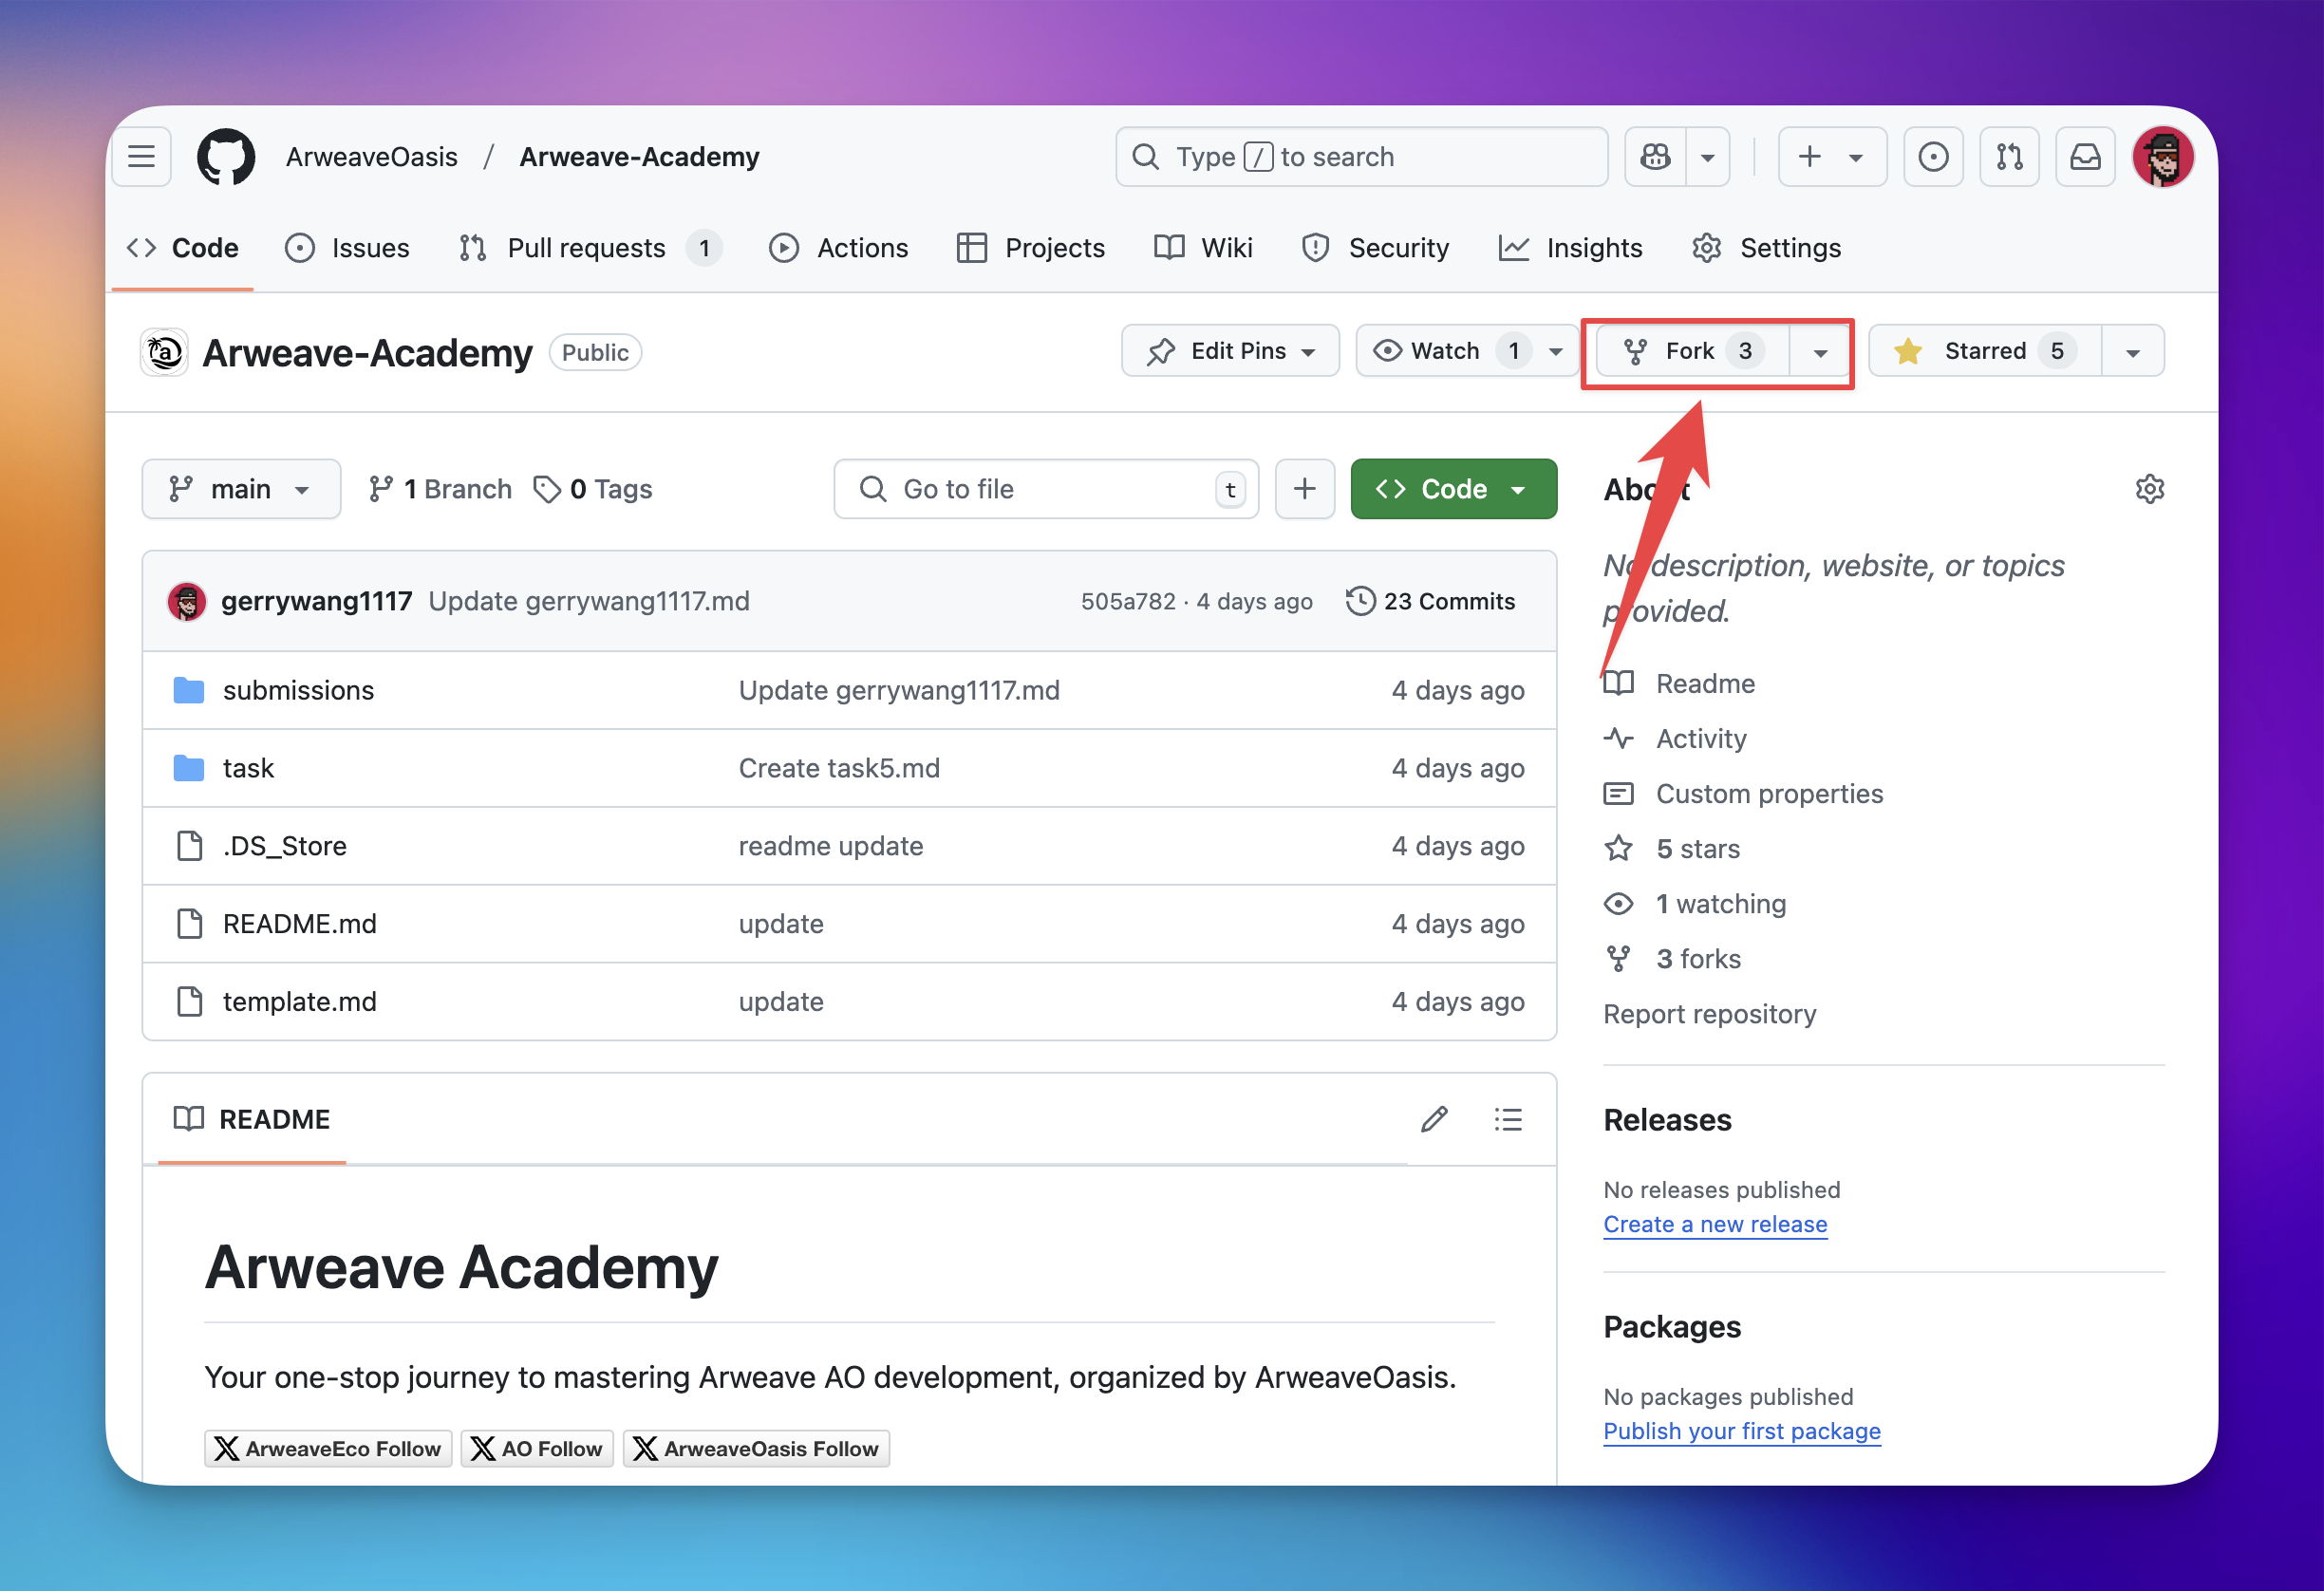 ArweaveOasis / Arweave-Academy
Type / to search
Code Issues Pull requests 1 Actions Projects Wiki Security Insights Settings
Arweave-Academy Public
Edit Pins Watch 1 Fork 3 Starred 5
main 1 Branch 0 Tags Go to file t + Code
gerrywang1117 Update gerrywang1117.md 505a782 · 4 days ago 23 Commits
submissions Update gerrywang1117.md 4 days ago
task Create task5.md 4 days ago
.DS_Store readme update 4 days ago
README.md update 4 days ago
template.md update 4 days ago
README
Arweave Academy
Your one-stop journey to mastering Arweave AO development, organized by ArweaveOasis.
ArweaveEco Follow AO Follow ArweaveOasis Follow
About
No description, website, or topics
provided.
Readme
Activity
Custom properties
5 stars
1 watching
3 forks
Report repository
Releases
No releases published
Create a new release
Packages
No packages published
Publish your first package